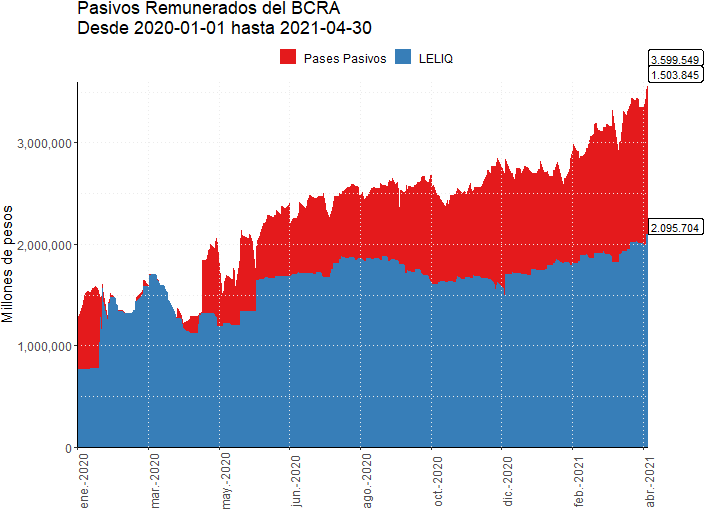 Pasivos Remunerados del BCRA
Desde 2020-01-01 hasta 2021-04-30
Pases Pasivos
LELIQ
3.599.549
1.503.845
2.095.704
Millones de pesos
3,000,000
2,000,000
1,000,000
0
ene.-2020
mar.-2020
may.-2020
jun.-2020
ago.-2020
oct.-2020
dic.-2020
feb.-2021
abr.-2021